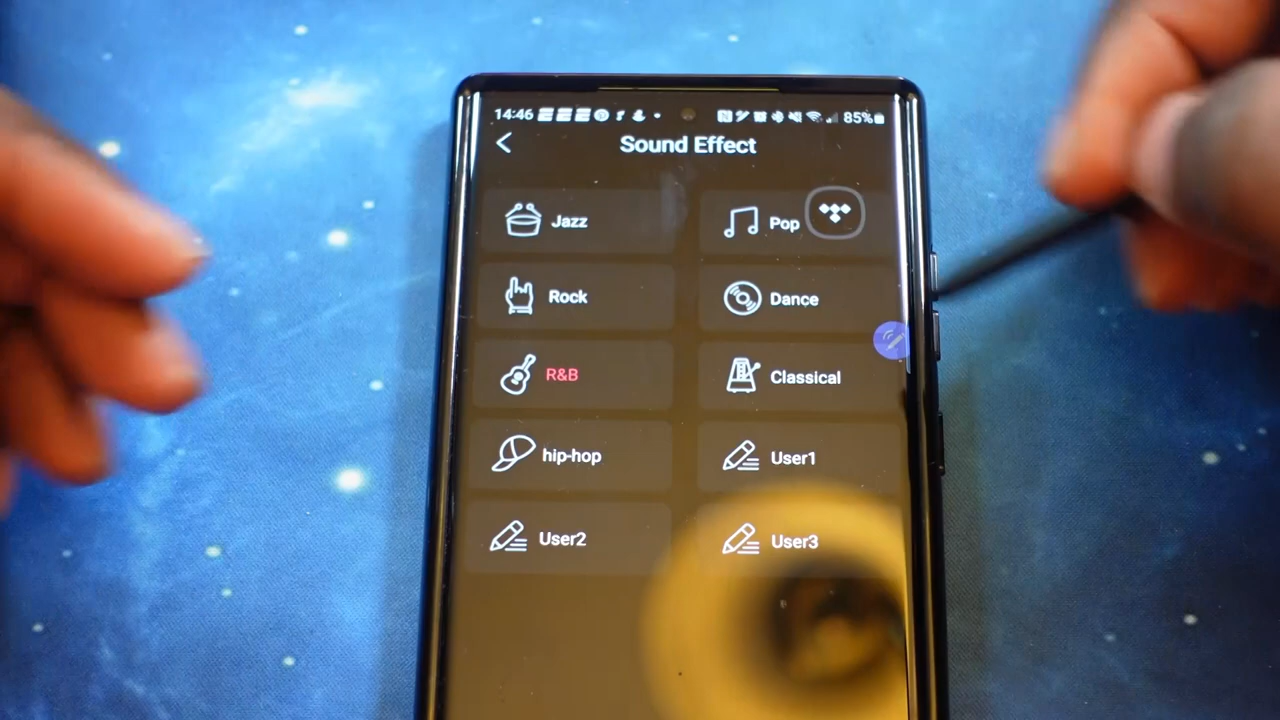 14:46 85%
Sound Effect
Jazz Pop
Rock Dance
R&B Classical
hip-hop User1
User2 User3